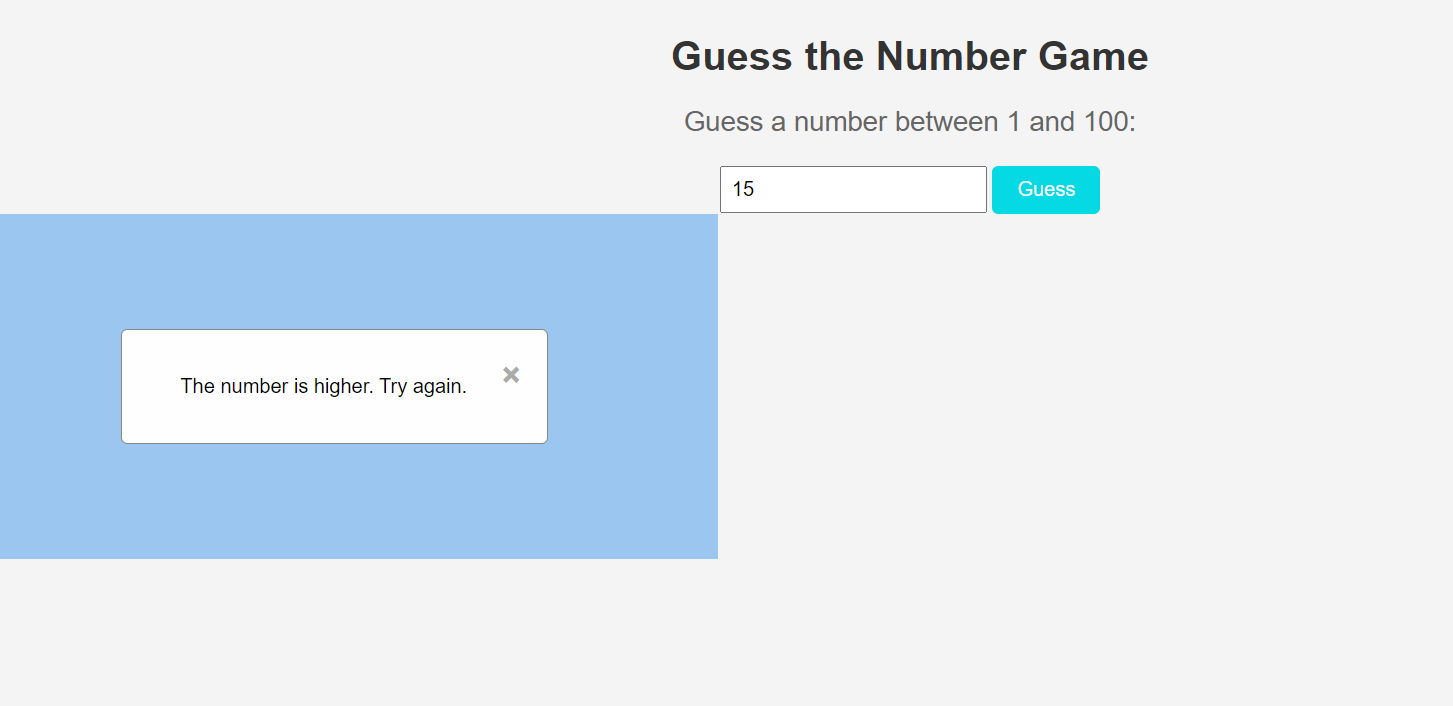 Guess the Number Game
Guess a number between 1 and 100:
15 Guess
The number is higher. Try again. ×